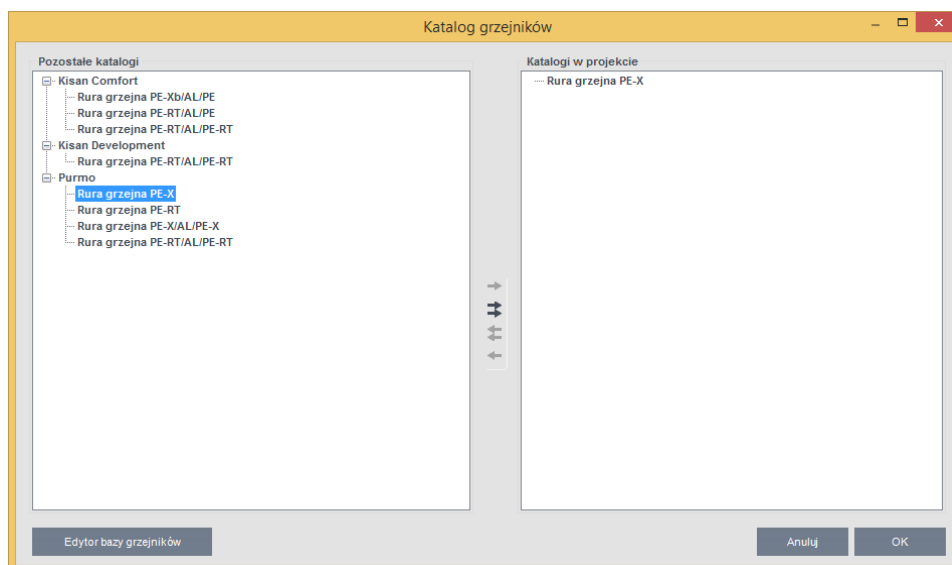 Katalog grzejników
Pozostałe katalogi
Kisan Comfort
Rura grzejna PE-Xb/AL/PE
Rura grzejna PE-RT/AL/PE
Rura grzejna PE-RT/AL/PE-RT
Kisan Development
Rura grzejna PE-RT/AL/PE-RT
Purmo
Rura grzejna PE-X
Rura grzejna PE-RT
Rura grzejna PE-X/AL/PE-X
Rura grzejna PE-RT/AL/PE-RT
Katalogi w projekcie
Rura grzejna PE-X
Edytor bazy grzejników
Anuluj
OK